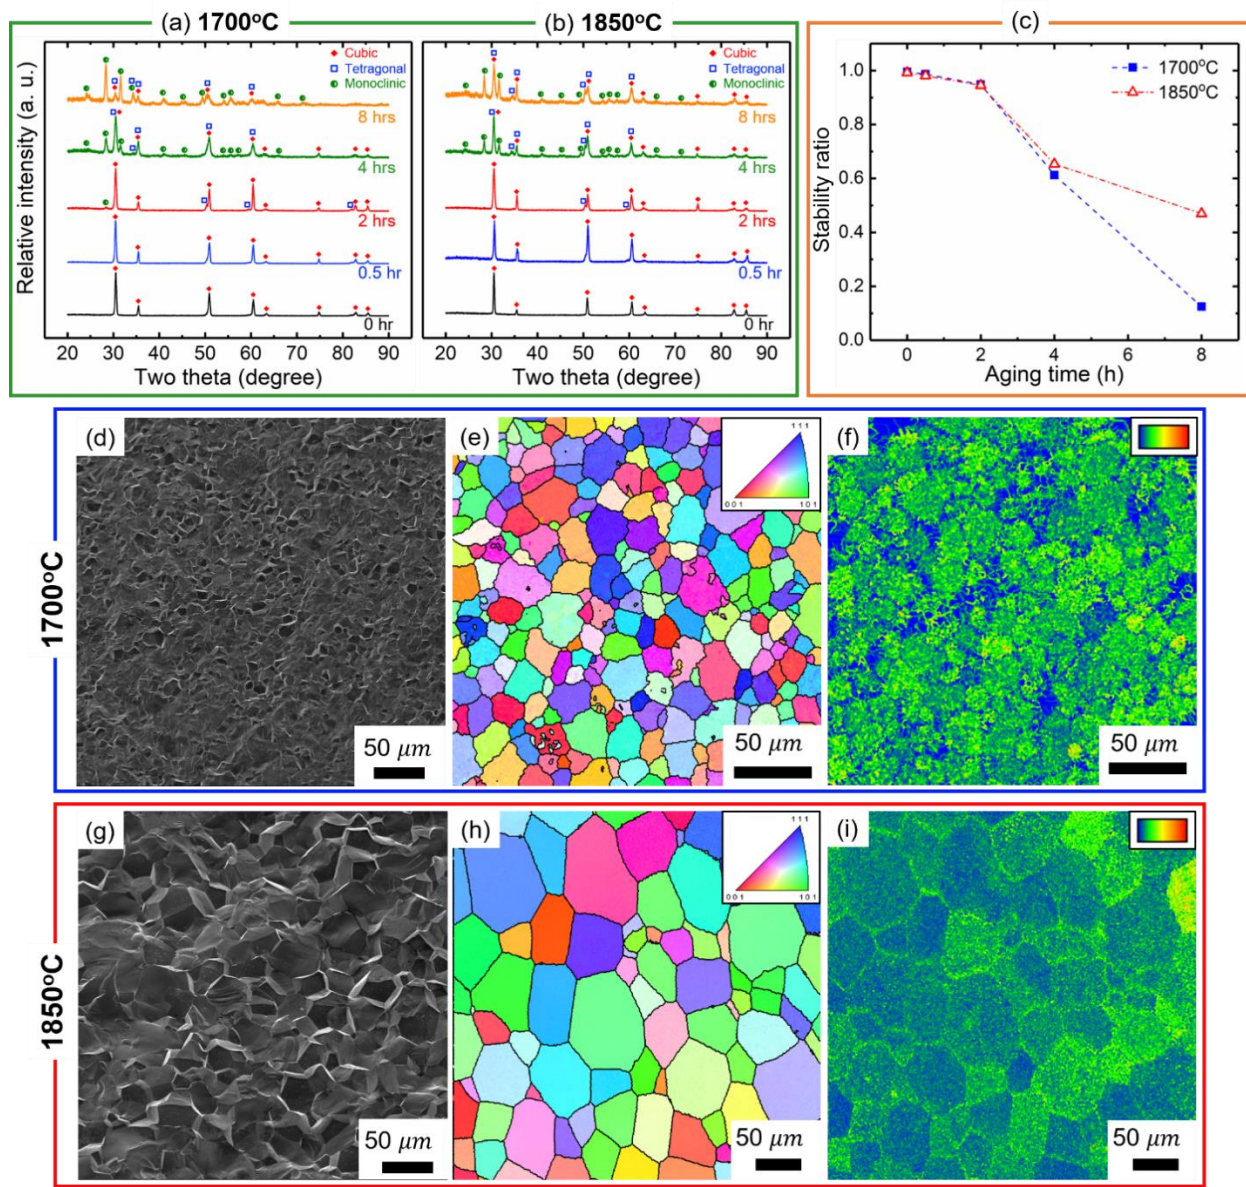 (a) 1700°C
(b) 1850°C
(c)
Relative intensity (a. u.)
Cubic
Tetragonal
Monoclinic
8 hrs
4 hrs
2 hrs
0.5 hr
0 hr
20 30 40 50 60 70 80 90
Two theta (degree)
Cubic
Tetragonal
Monoclinic
8 hrs
4 hrs
2 hrs
0.5 hr
0 hr
20 30 40 50 60 70 80 90
Two theta (degree)
Stability ratio
1.0
0.8
0.6
0.4
0.2
0.0
1700°C
1850°C
0 2 4 6 8
Aging time (h)
1700°C
(d)
50 μm
(e)
111
001 101
50 μm
(f)
50 μm
1850°C
(g)
50 μm
(h)
111
001 101
50 μm
(i)
50 μm